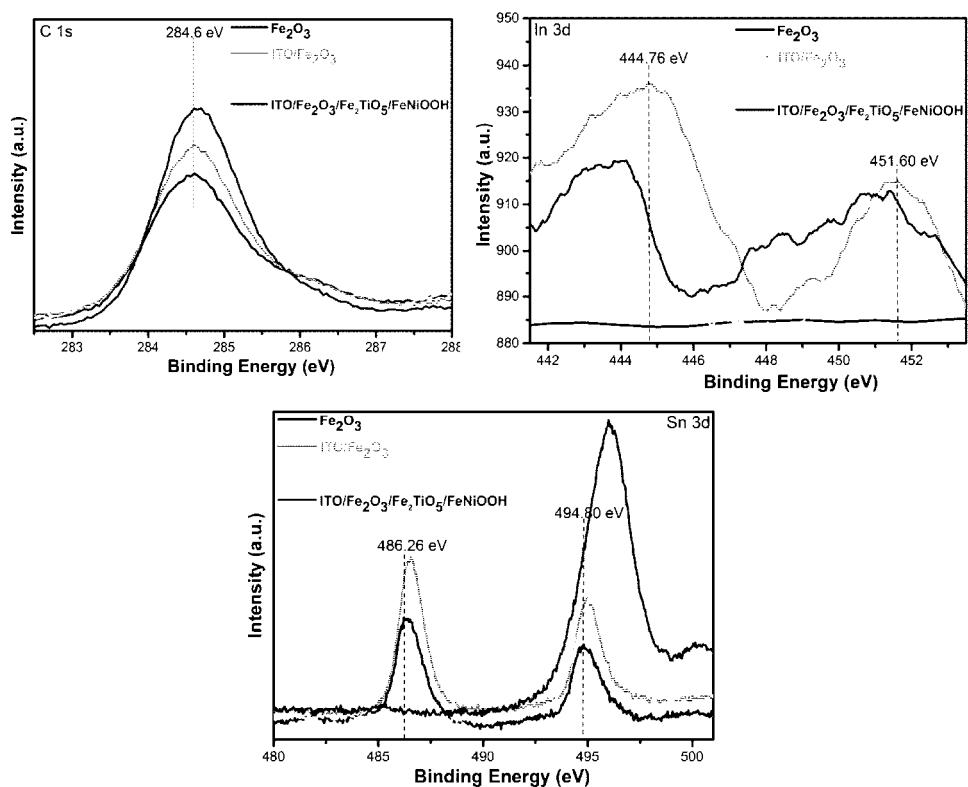 C 1s
284.6 eV
Fe₂O₃
ITO/Fe₂O₃
ITO/Fe₂O₃/Fe₂TiO₅/FeNiOOH
Intensity (a.u.)
283 284 285 286 287 288
Binding Energy (eV)
In 3d
444.76 eV
Fe₂O₃
ITO/Fe₂O₃
ITO/Fe₂O₃/Fe₂TiO₅/FeNiOOH
451.60 eV
Intensity (a.u.)
950
940
930
920
910
900
890
880
442 444 446 448 450 452
Binding Energy (eV)
Sn 3d
Fe₂O₃
ITO/Fe₂O₃
ITO/Fe₂O₃/Fe₂TiO₅/FeNiOOH
494.80 eV
486.26 eV
Intensity (a.u.)
480 485 490 495 500
Binding Energy (eV)